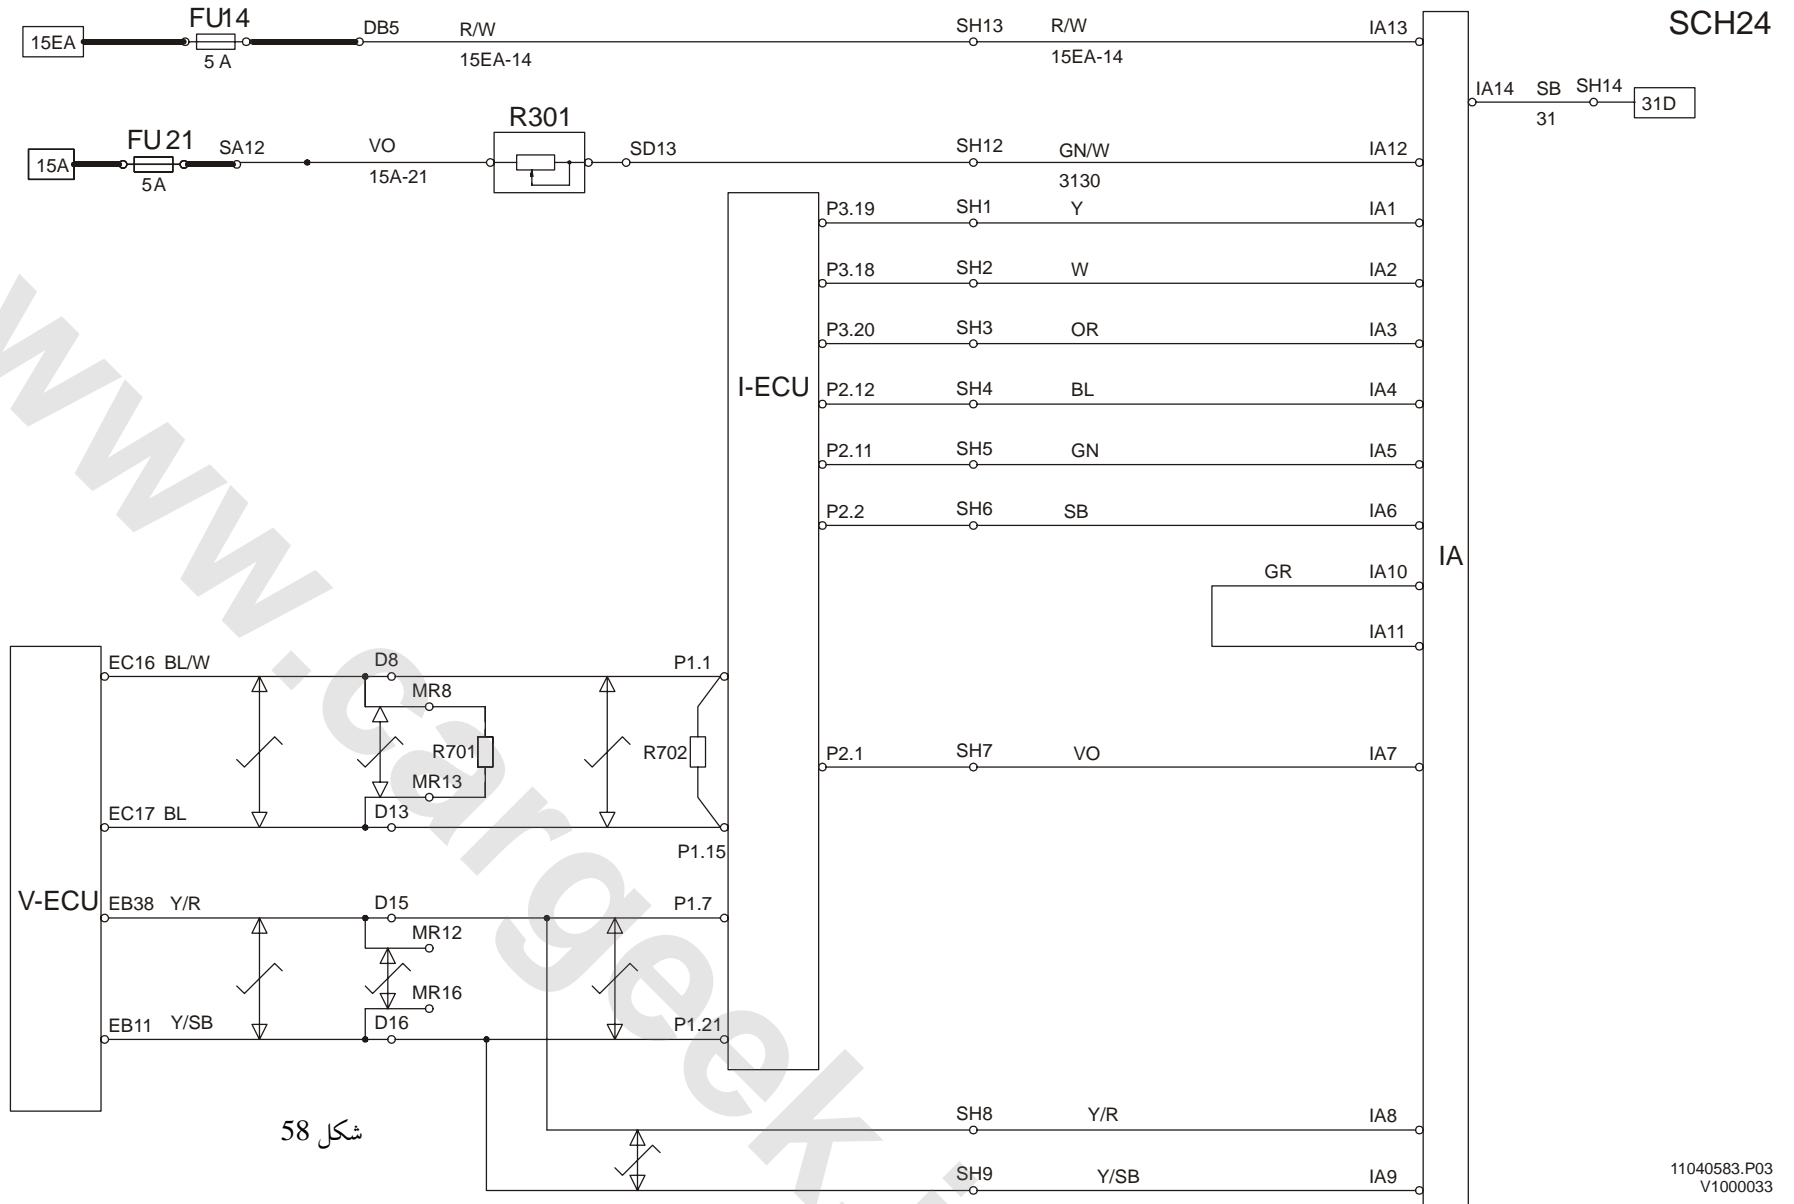 SCH24
FU14
15EA
5 A
DB5
R/W
15EA-14
SH13
R/W
15EA-14
IA13
IA14
SB
31
SH14
31D
FU 21
15A
5A
SA12
VO
15A-21
R301
SD13
SH12
GN/W
3130
IA12
P3.19
SH1
Y
IA1
P3.18
SH2
W
IA2
P3.20
SH3
OR
IA3
I-ECU
P2.12
SH4
BL
IA4
P2.11
SH5
GN
IA5
P2.2
SH6
SB
IA6
IA
GR
IA10
IA11
EC16 BL/W
D8
P1.1
MR8
R701
R702
P2.1
SH7
VO
IA7
MR13
EC17 BL
D13
P1.15
V-ECU
EB38 Y/R
D15
P1.7
MR12
MR16
EB11 Y/SB
D16
P1.21
SH8
Y/R
IA8
شكل 58
SH9
Y/SB
IA9
11040583.P03
V1000033
www.cargeek.i